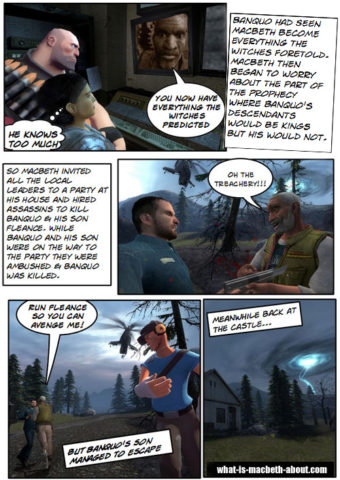 BANQUO HAD SEEN
MACBETH BECOME
EVERYTHING THE
WITCHES FORETOLD.
MACBETH THEN
BEGAN TO WORRY
ABOUT THE PART OF
THE PROPHECY
WHERE BANQUO'S
DESCENDANTS
WOULD BE KINGS
BUT HIS WOULD NOT.
YOU NOW HAVE
EVERYTHING THE
WITCHES
PREDICTED
HE KNOWS
TOO MUCH
SO MACBETH INVITED
ALL THE LOCAL
LEADERS TO A PARTY AT
HIS HOUSE AND HIRED
ASSASSINS TO KILL
BANQUO & HIS SON
FLEANCE. WHILE
BANQUO AND HIS SON
WERE ON THE WAY TO
THE PARTY THEY WERE
AMBUSHED & BANQUO
WAS KILLED.
OH THE
TREACHERY!!!
RUN FLEANCE
SO YOU CAN
AVENGE ME!
BUT BANQUO'S SON
MANAGED TO ESCAPE
MEANWHILE BACK AT
THE CASTLE...
what-is-macbeth-about.com